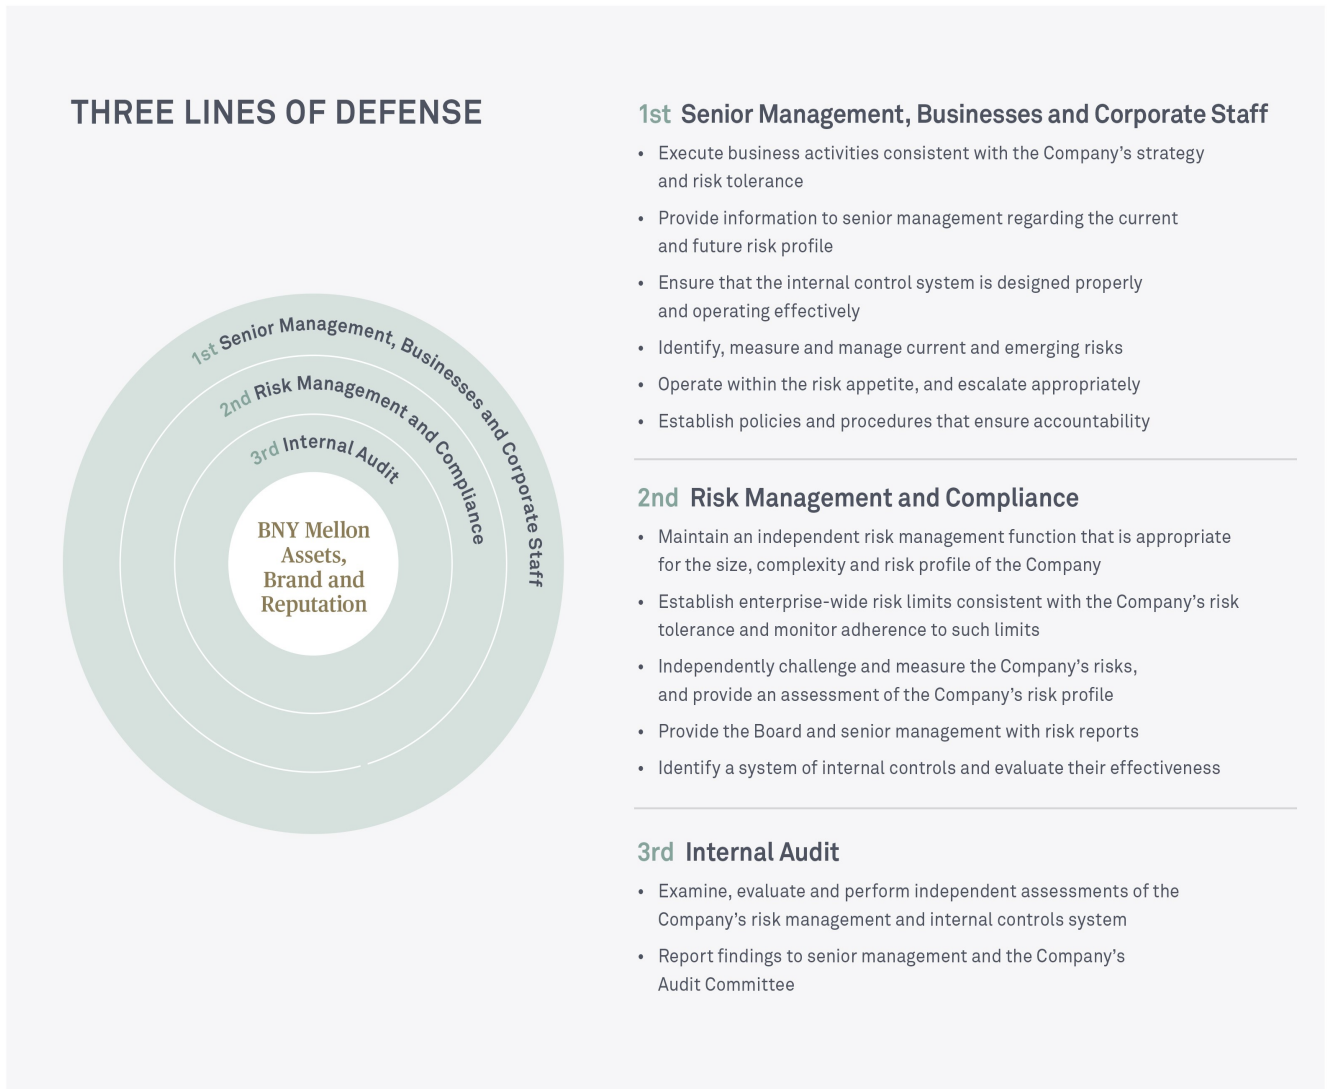 THREE LINES OF DEFENSE
1st Senior Management, Businesses and Corporate Staff
2nd Risk Management and Compliance
3rd Internal Audit
BNY Mellon
Assets,
Brand and
Reputation
1st Senior Management, Businesses and Corporate Staff
• Execute business activities consistent with the Company’s strategy
and risk tolerance
• Provide information to senior management regarding the current
and future risk profile
• Ensure that the internal control system is designed properly
and operating effectively
• Identify, measure and manage current and emerging risks
• Operate within the risk appetite, and escalate appropriately
• Establish policies and procedures that ensure accountability
2nd Risk Management and Compliance
• Maintain an independent risk management function that is appropriate
for the size, complexity and risk profile of the Company
• Establish enterprise-wide risk limits consistent with the Company’s risk
tolerance and monitor adherence to such limits
• Independently challenge and measure the Company’s risks,
and provide an assessment of the Company’s risk profile
• Provide the Board and senior management with risk reports
• Identify a system of internal controls and evaluate their effectiveness
3rd Internal Audit
• Examine, evaluate and perform independent assessments of the
Company’s risk management and internal controls system
• Report findings to senior management and the Company’s
Audit Committee